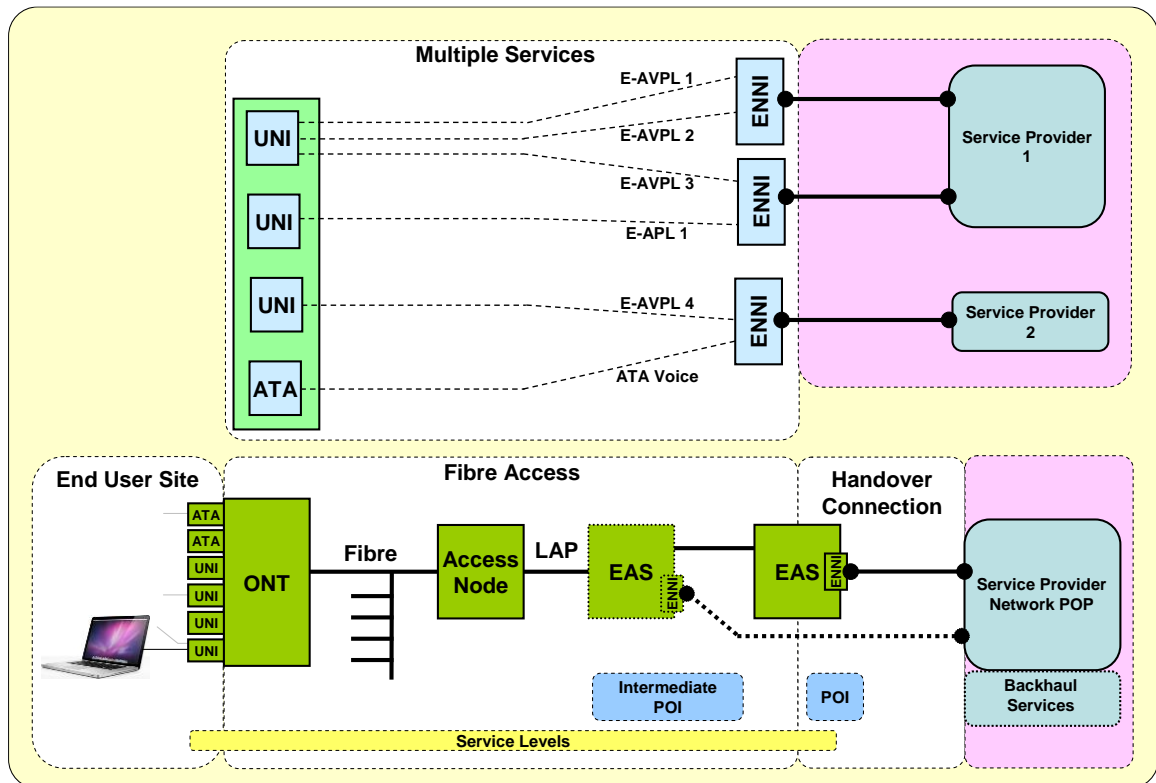 Multiple Services
E-AVPL 1
UNI
ENNI
E-AVPL 2
Service Provider
1
E-AVPL 3
ENNI
UNI
E-APL 1
UNI
E-AVPL 4
ENNI
Service Provider
2
ATA
ATA Voice
End User Site
Fibre Access
Handover
Connection
ATA
ATA
UNI
UNI
UNI
UNI
ONT
Fibre
Access
Node
LAP
EAS
ENNI
EAS
ENNI
Service Provider
Network POP
Intermediate
POI
POI
Backhaul
Services
Service Levels